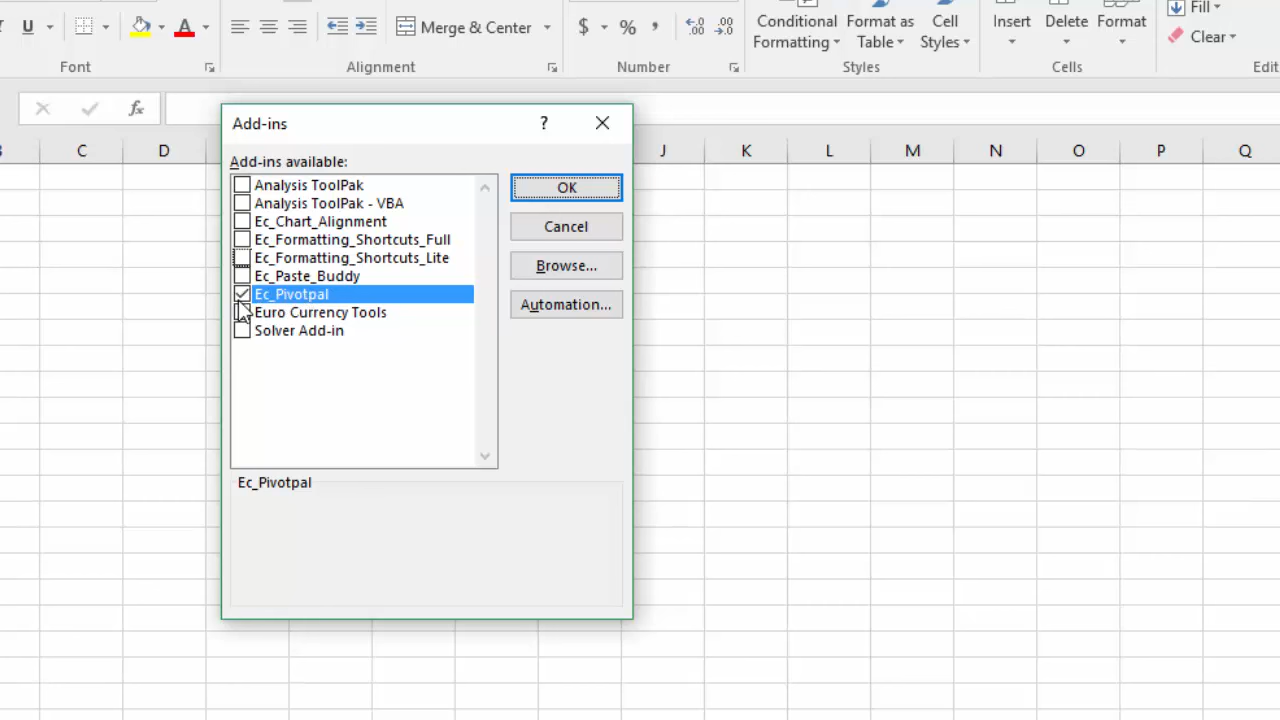 U
A
Merge & Center
$
%
,
.00
.00
Conditional
Formatting
Format as
Table
Cell
Styles
Insert
Delete
Format
Fill
Clear
Font
Alignment
Number
Styles
Cells
fx
Add-ins
?
C D J K L M N O P Q
Add-ins available:
Analysis ToolPak
Analysis ToolPak - VBA
Ec_Chart_Alignment
Ec_Formatting_Shortcuts_Full
Ec_Formatting_Shortcuts_Lite
Ec_Paste_Buddy
Ec_Pivotpal
Euro Currency Tools
Solver Add-in
OK
Cancel
Browse...
Automation...
Ec_Pivotpal